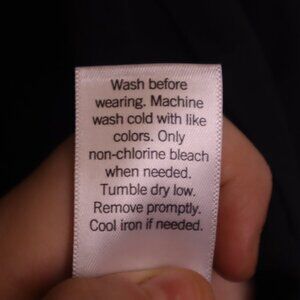 Wash before
wearing. Machine
wash cold with like
colors. Only
non-chlorine bleach
when needed.
Tumble dry low.
Remove promptly.
Cool iron if needed.